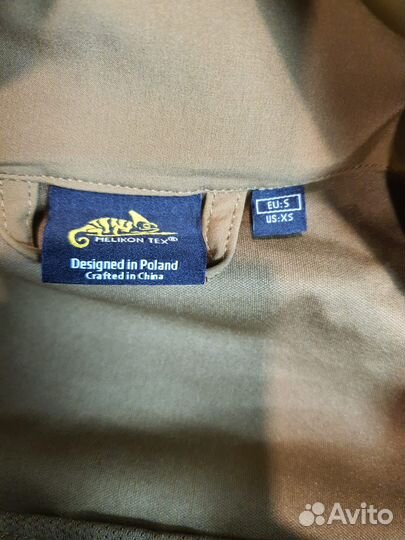 HELIKON TEX®
Designed in Poland
Crafted in China
EU:S
US:XS
Avito